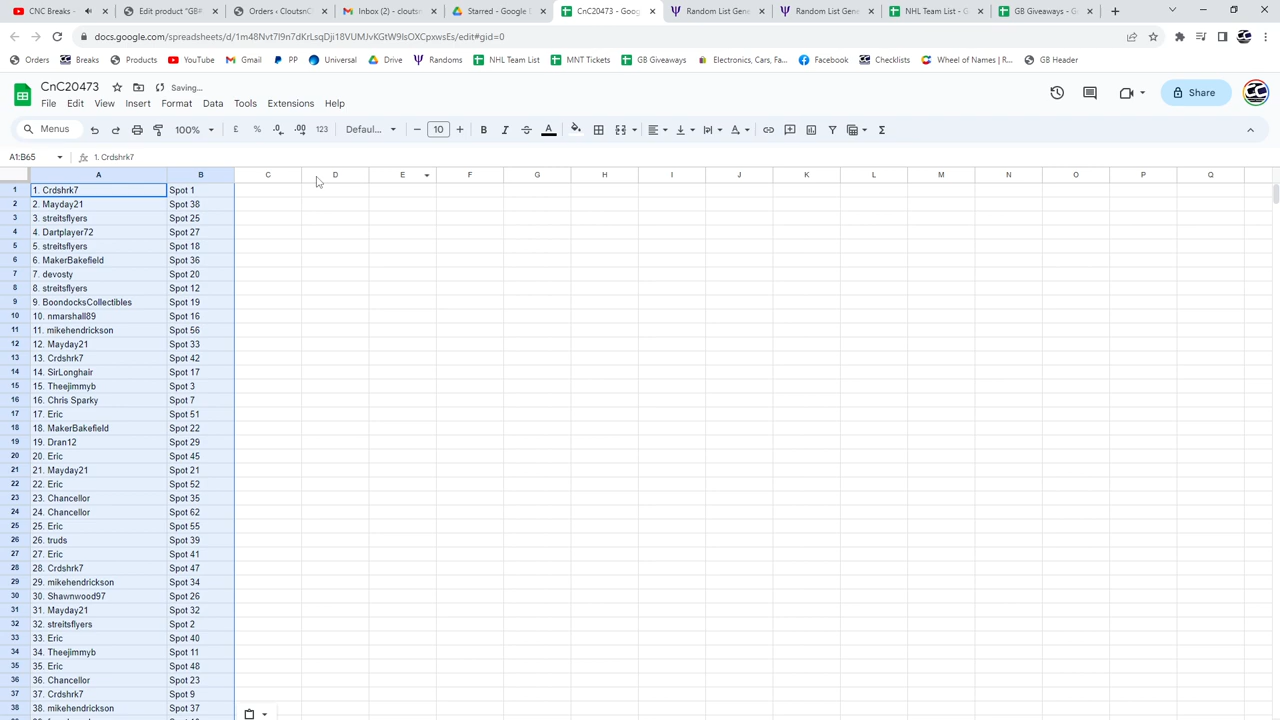 CNC Breaks -
Edit product "GB
Orders ‹ CloutsnC
Inbox (2) - clouts
Starred - Google D
CnC20473 - Goog
Random List Gene
Random List Gene
NHL Team List - G
GB Giveaways - G
docs.google.com/spreadsheets/d/
/edit#gid=0
Orders Breaks Products YouTube Gmail PP Universal Drive Randoms NHL Team List MNT Tickets GB Giveaways Electronics, Cars, Fa... Facebook Checklists Wheel of Names | R... GB Header
CnC20473 Saving...
File Edit View Insert Format Data Tools Extensions Help
Share
Menus 100% £ % .0 .00 123 Defaul... 10 B I A
A1:B65 fx 1. Crdshrk7
A B C D E F G H I J K L M N O P Q
1 1. Crdshrk7 Spot 1
2 2. Mayday21 Spot 38
3 3. streitsflyers Spot 25
4 4. Dartplayer72 Spot 27
5 5. streitsflyers Spot 18
6 6. MakerBakefield Spot 36
7 7. devosty Spot 20
8 8. streitsflyers Spot 12
9 9. BoondocksCollectibles Spot 19
10 10. nmarshall89 Spot 16
11 11. mikehendrickson Spot 56
12 12. Mayday21 Spot 33
13 13. Crdshrk7 Spot 42
14 14. SirLonghair Spot 17
15 15. Theejimmyb Spot 3
16 16. Chris Sparky Spot 7
17 17. Eric Spot 51
18 18. MakerBakefield Spot 22
19 19. Dran12 Spot 29
20 20. Eric Spot 45
21 21. Mayday21 Spot 21
22 22. Eric Spot 52
23 23. Chancellor Spot 35
24 24. Chancellor Spot 62
25 25. Eric Spot 55
26 26. truds Spot 39
27 27. Eric Spot 41
28 28. Crdshrk7 Spot 47
29 29. mikehendrickson Spot 34
30 30. Shawnwood97 Spot 26
31 31. Mayday21 Spot 32
32 32. streitsflyers Spot 2
33 33. Eric Spot 40
34 34. Theejimmyb Spot 11
35 35. Eric Spot 48
36 36. Chancellor Spot 23
37 37. Crdshrk7 Spot 9
38 38. mikehendrickson Spot 37